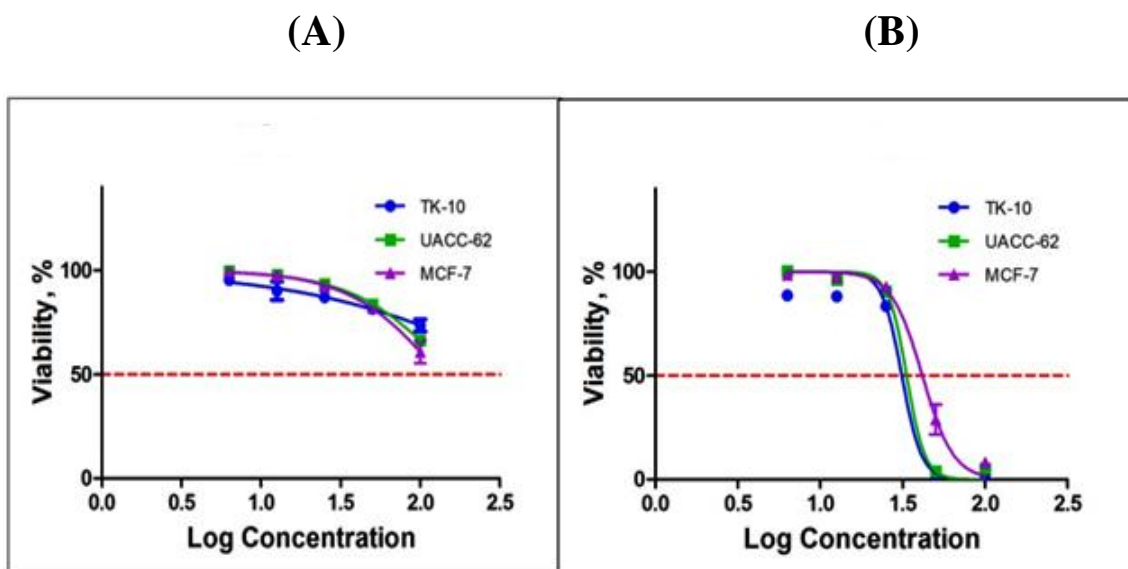 (A)
(B)
TK-10
UACC-62
MCF-7
100
50
0
0.0 0.5 1.0 1.5 2.0 2.5
Viability, %
Log Concentration
TK-10
UACC-62
MCF-7
100
50
0
0.0 0.5 1.0 1.5 2.0 2.5
Viability, %
Log Concentration